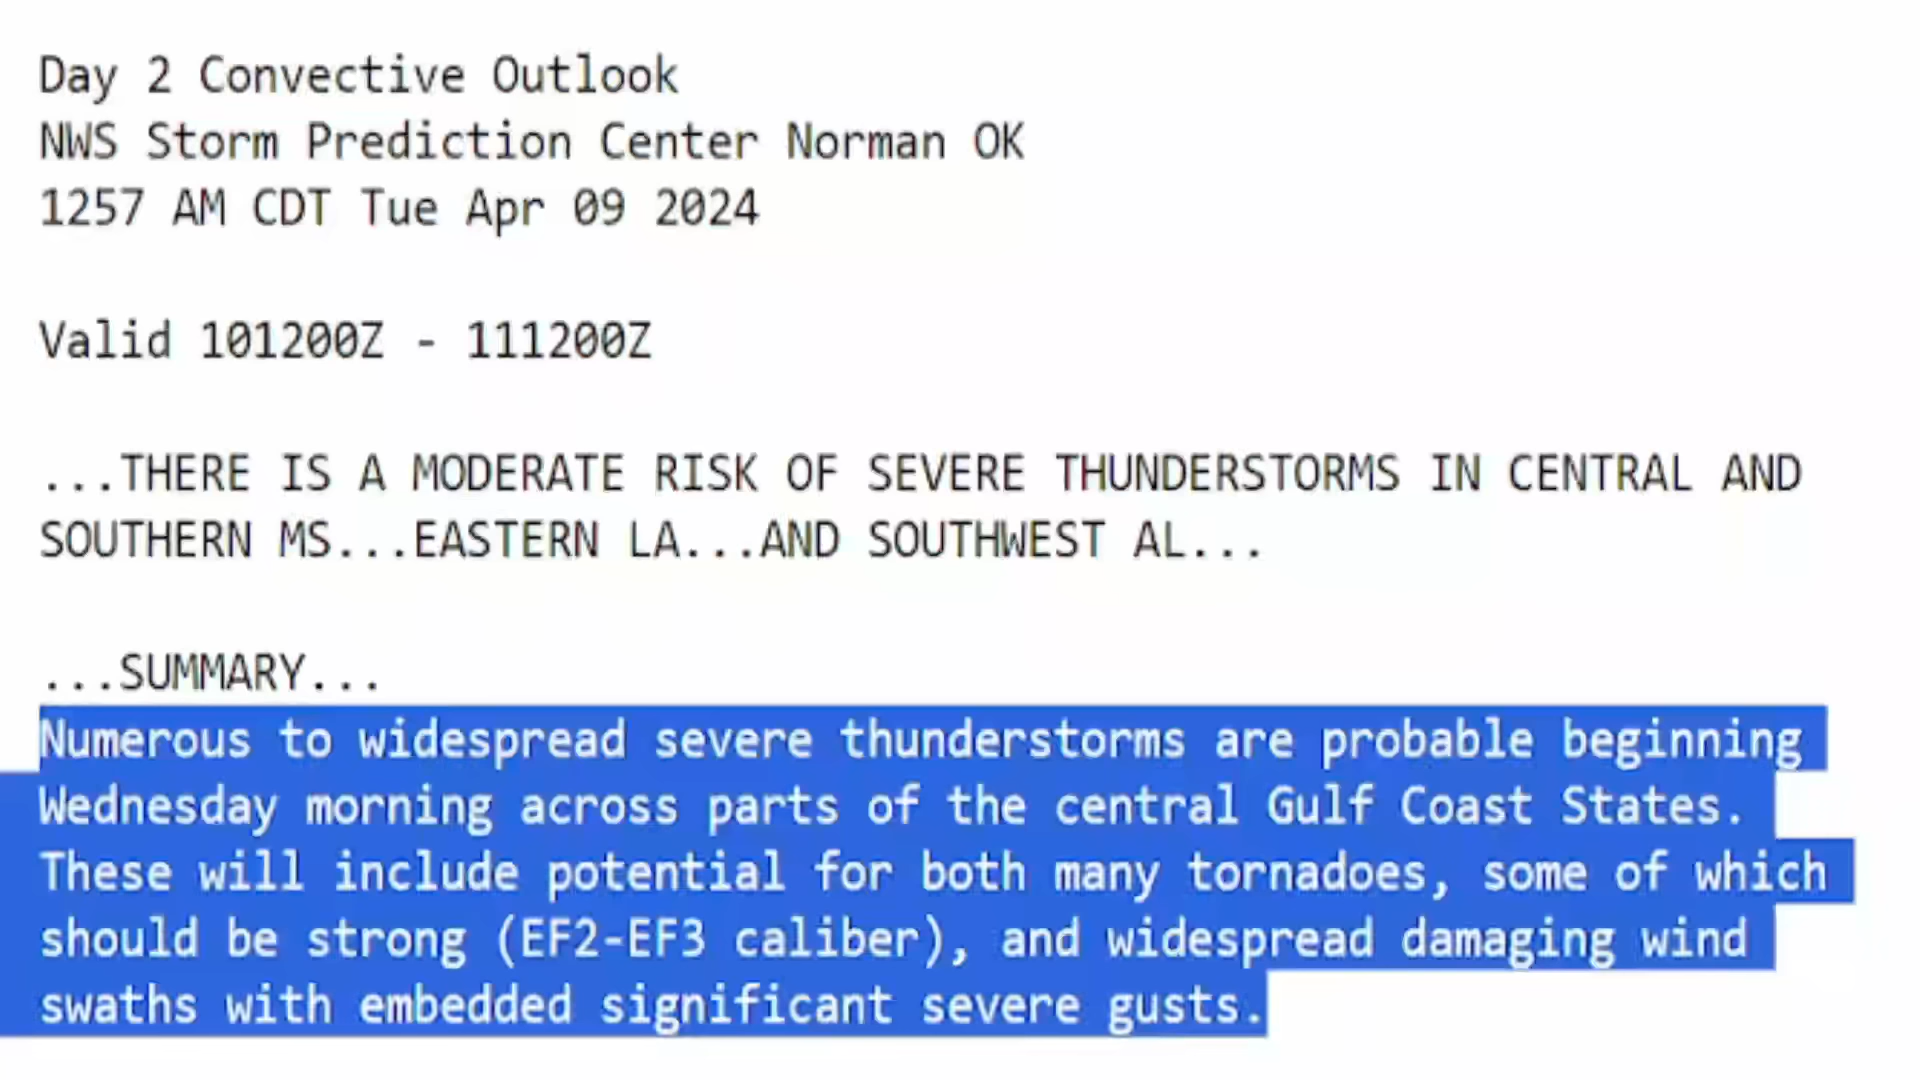 Day 2 Convective Outlook
NWS Storm Prediction Center Norman OK
1257 AM CDT Tue Apr 09 2024
Valid 101200Z - 111200Z
...THERE IS A MODERATE RISK OF SEVERE THUNDERSTORMS IN CENTRAL AND
SOUTHERN MS...EASTERN LA...AND SOUTHWEST AL...
...SUMMARY...
Numerous to widespread severe thunderstorms are probable beginning
Wednesday morning across parts of the central Gulf Coast States.
These will include potential for both many tornadoes, some of which
should be strong (EF2-EF3 caliber), and widespread damaging wind
swaths with embedded significant severe gusts.